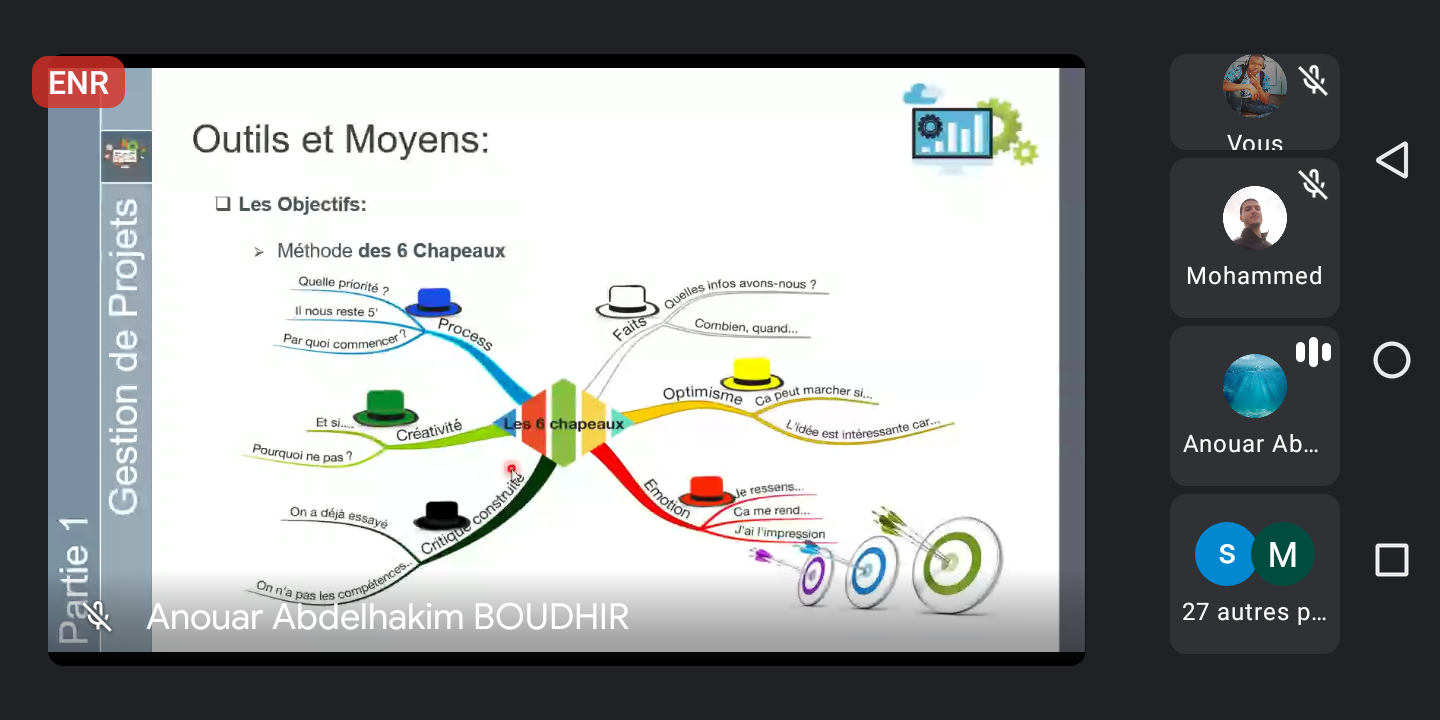 ENR
Partie 1
Gestion de Projets
Outils et Moyens:
Les Objectifs:
Méthode des 6 Chapeaux
Quelle priorité ?
Il nous reste 5'
Par quoi commencer ?
Process
Faits
Quelles infos avons-nous ?
Combien, quand...
Et si....
Pourquoi ne pas ?
Créativité
Les 6 chapeaux
Optimisme
Ca peut marcher si...
L'idée est intéressante car...
On a déjà essayé
On n'a pas les compétences...
Critique construite
Emotion
Je ressens...
Ca me rend...
J'ai l'impression
Anouar Abdelhakim BOUDHIR
Vous
Mohammed
Anouar Ab...
S
M
27 autres p...